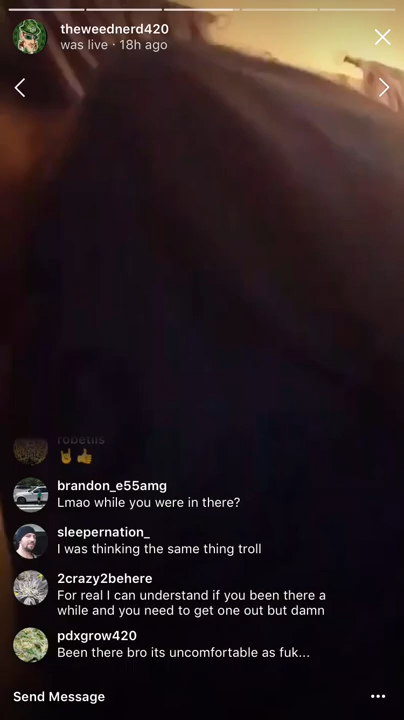 theweednerd420
was live · 18h ago
robellis
🤘👍
brandon_e55amg
Lmao while you were in there?
sleepernation_
I was thinking the same thing troll
2crazy2behere
For real I can understand if you been there a
while and you need to get one out but damn
pdxgrow420
Been there bro its uncomfortable as fuk...
Send Message